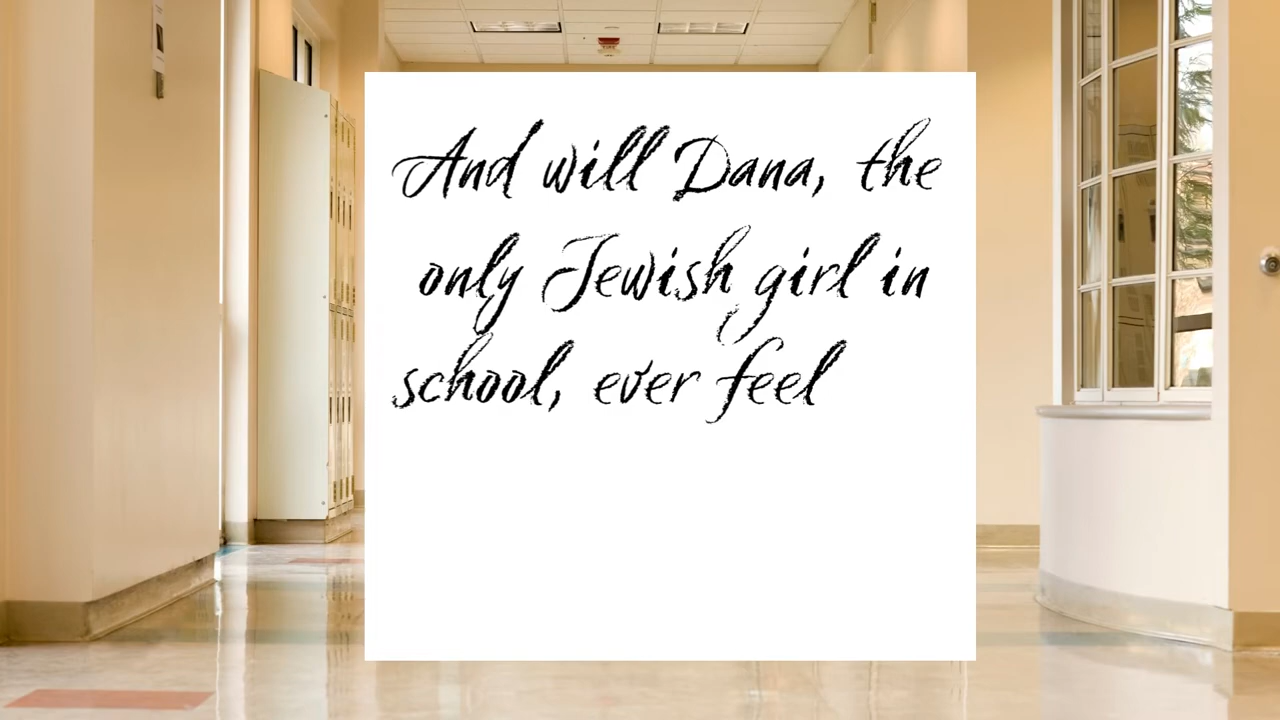 And will Dana, the
only Jewish girl in
school, ever feel